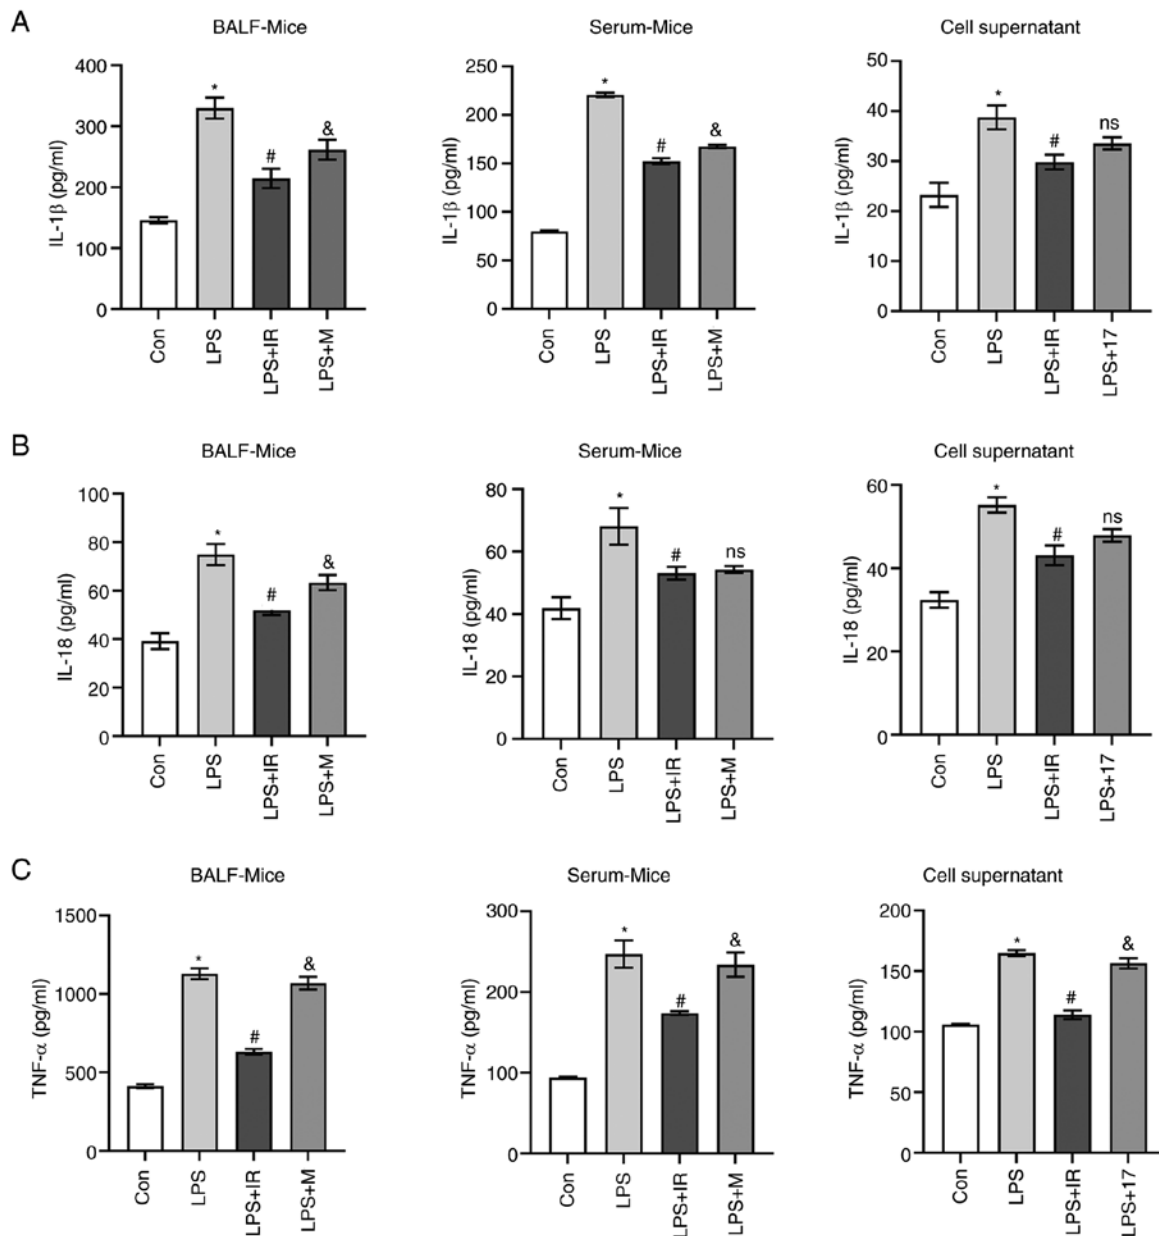 A
BALF-Mice
IL-1β (pg/ml)
400
300
200
100
0
*
#
&
Con
LPS
LPS+IR
LPS+M
Serum-Mice
IL-1β (pg/ml)
250
200
150
100
50
0
*
#
&
Con
LPS
LPS+IR
LPS+M
Cell supernatant
IL-1β (pg/ml)
50
40
30
20
10
0
*
#
ns
Con
LPS
LPS+IR
LPS+17
B
BALF-Mice
IL-18 (pg/ml)
100
80
60
40
20
0
*
#
&
Con
LPS
LPS+IR
LPS+M
Serum-Mice
IL-18 (pg/ml)
80
60
40
20
0
*
#
ns
Con
LPS
LPS+IR
LPS+M
Cell supernatant
IL-18 (pg/ml)
60
40
20
0
*
#
ns
Con
LPS
LPS+IR
LPS+17
C
BALF-Mice
TNF-α (pg/ml)
1500
1000
500
0
*
#
&
Con
LPS
LPS+IR
LPS+M
Serum-Mice
TNF-α (pg/ml)
300
200
100
0
*
#
&
Con
LPS
LPS+IR
LPS+M
Cell supernatant
TNF-α (pg/ml)
200
150
100
50
0
*
#
&
Con
LPS
LPS+IR
LPS+17